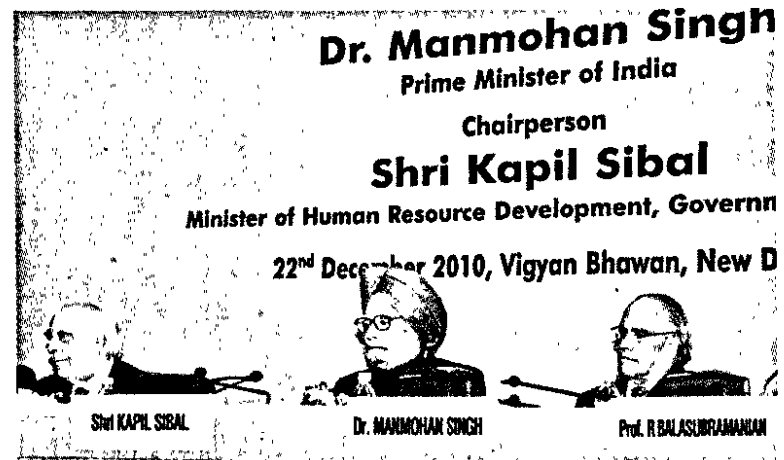 Dr. Manmohan Singh
Prime Minister of India
Chairperson
Shri Kapil Sibal
Minister of Human Resource Development, Governm
22nd December 2010, Vigyan Bhawan, New D
Shri KAPIL SIBAL
Dr. MANMOHAN SINGH
Prof. R BALASUBRAMANIAN